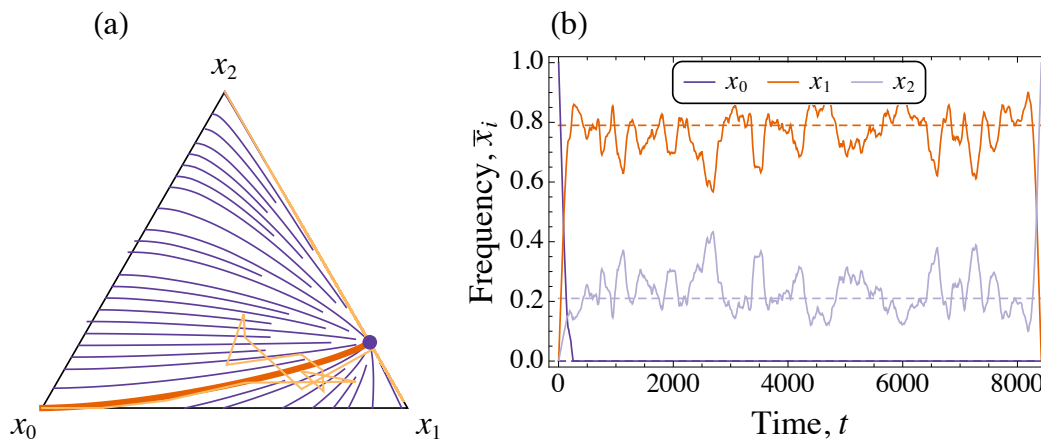 (a)
x₂
x₀
x₁
(b)
x₀ x₁ x₂
Frequency, x̄ᵢ
1.0
0.8
0.6
0.4
0.2
0.0
0 2000 4000 6000 8000
Time, t